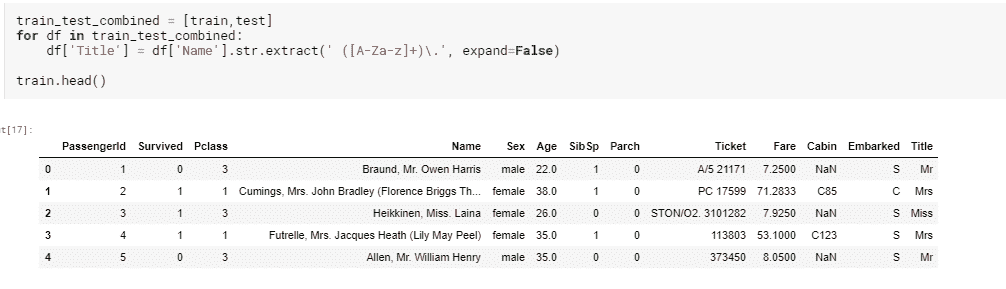 train_test_combined = [train,test]
for df in train_test_combined:
    df['Title'] = df['Name'].str.extract(' ([A-Za-z]+)\.', expand=False)
train.head()
t[17]:
PassengerId Survived Pclass Name Sex Age SibSp Parch Ticket Fare Cabin Embarked Title
0 1 0 3 Braund, Mr. Owen Harris male 22.0 1 0 A/5 21171 7.2500 NaN S Mr
1 2 1 1 Cumings, Mrs. John Bradley (Florence Briggs Th... female 38.0 1 0 PC 17599 71.2833 C85 C Mrs
2 3 1 3 Heikkinen, Miss. Laina female 26.0 0 0 STON/O2. 3101282 7.9250 NaN S Miss
3 4 1 1 Futrelle, Mrs. Jacques Heath (Lily May Peel) female 35.0 1 0 113803 53.1000 C123 S Mrs
4 5 0 3 Allen, Mr. William Henry male 35.0 0 0 373450 8.0500 NaN S Mr